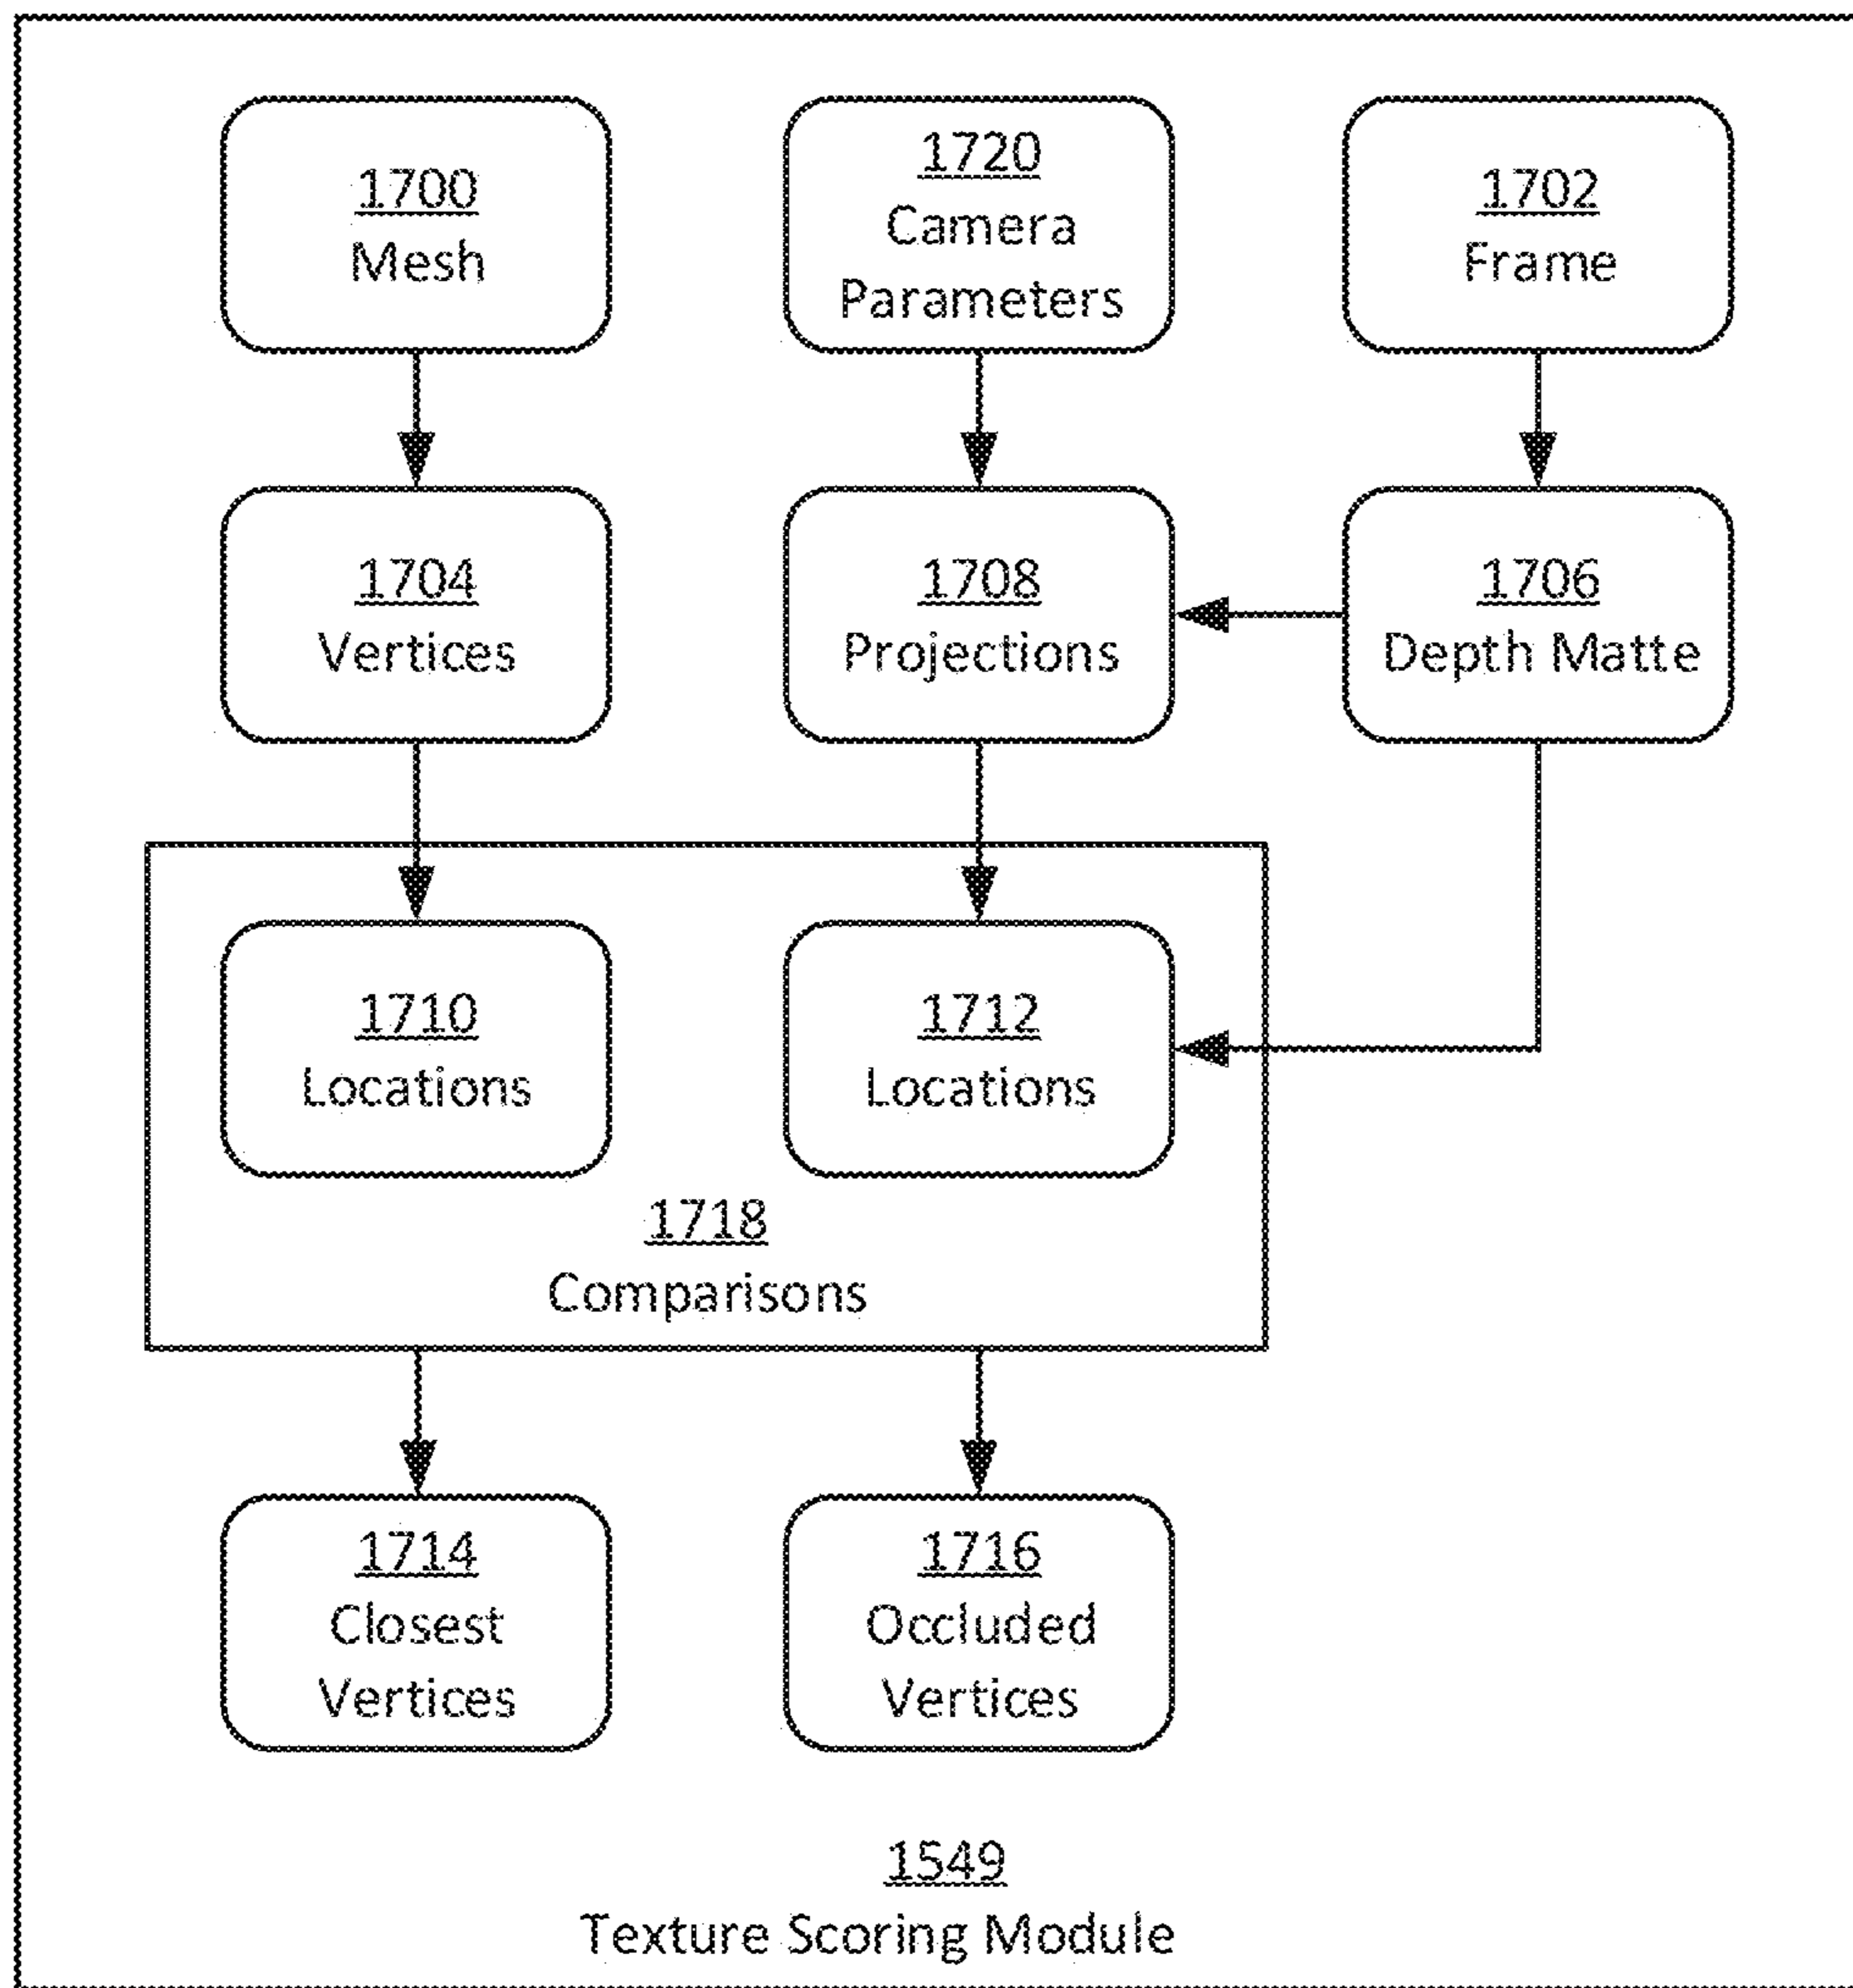 1700
Mesh
1720
Camera
Parameters
1702
Frame
1704
Vertices
1708
Projections
1706
Depth Matte
1710
Locations
1712
Locations
1718
Comparisons
1714
Closest
Vertices
1716
Occluded
Vertices
1549
Texture Scoring Module